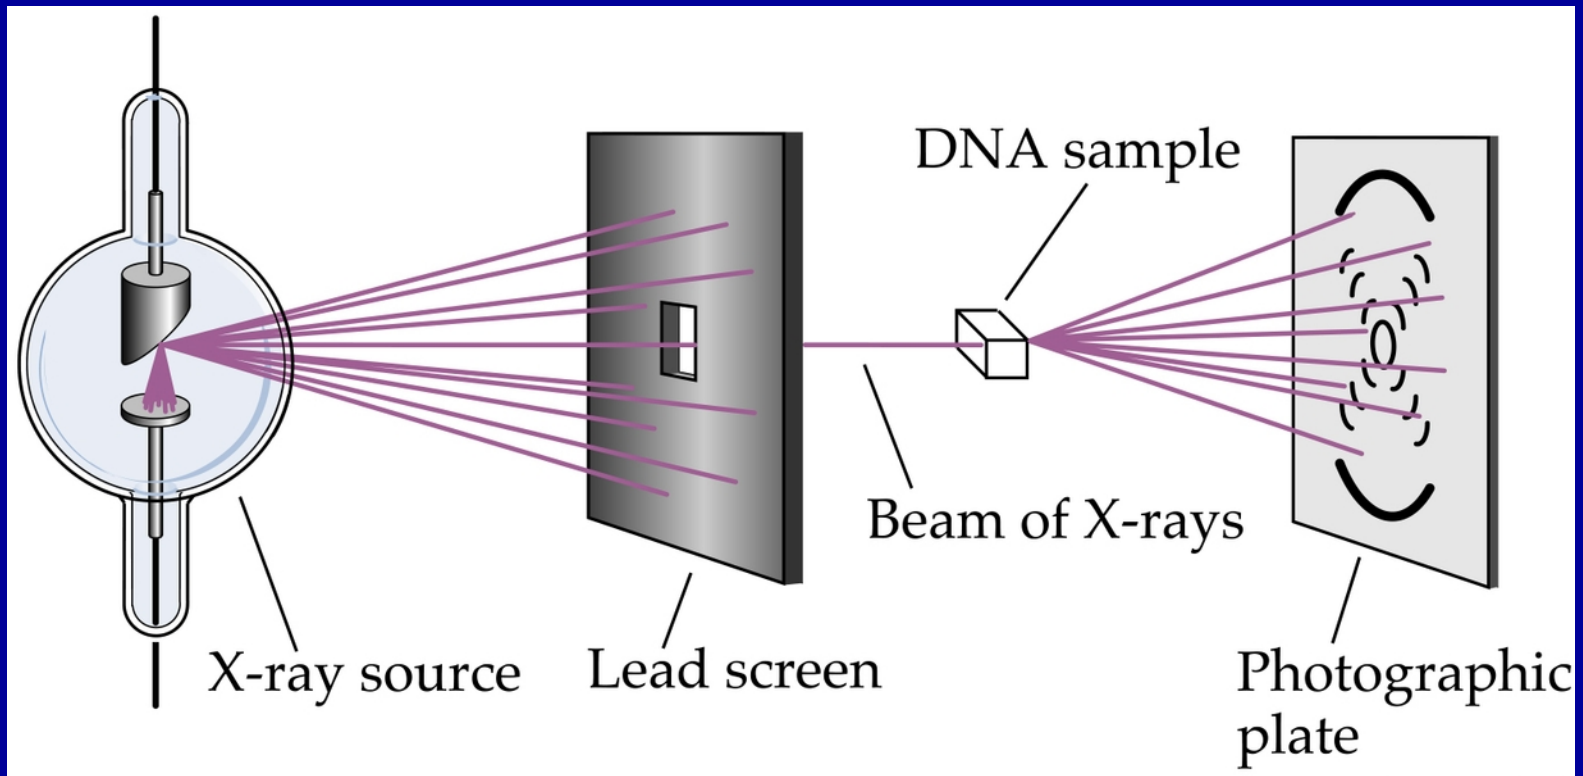 DNA sample
Beam of X-rays
X-ray source
Lead screen
Photographic
plate